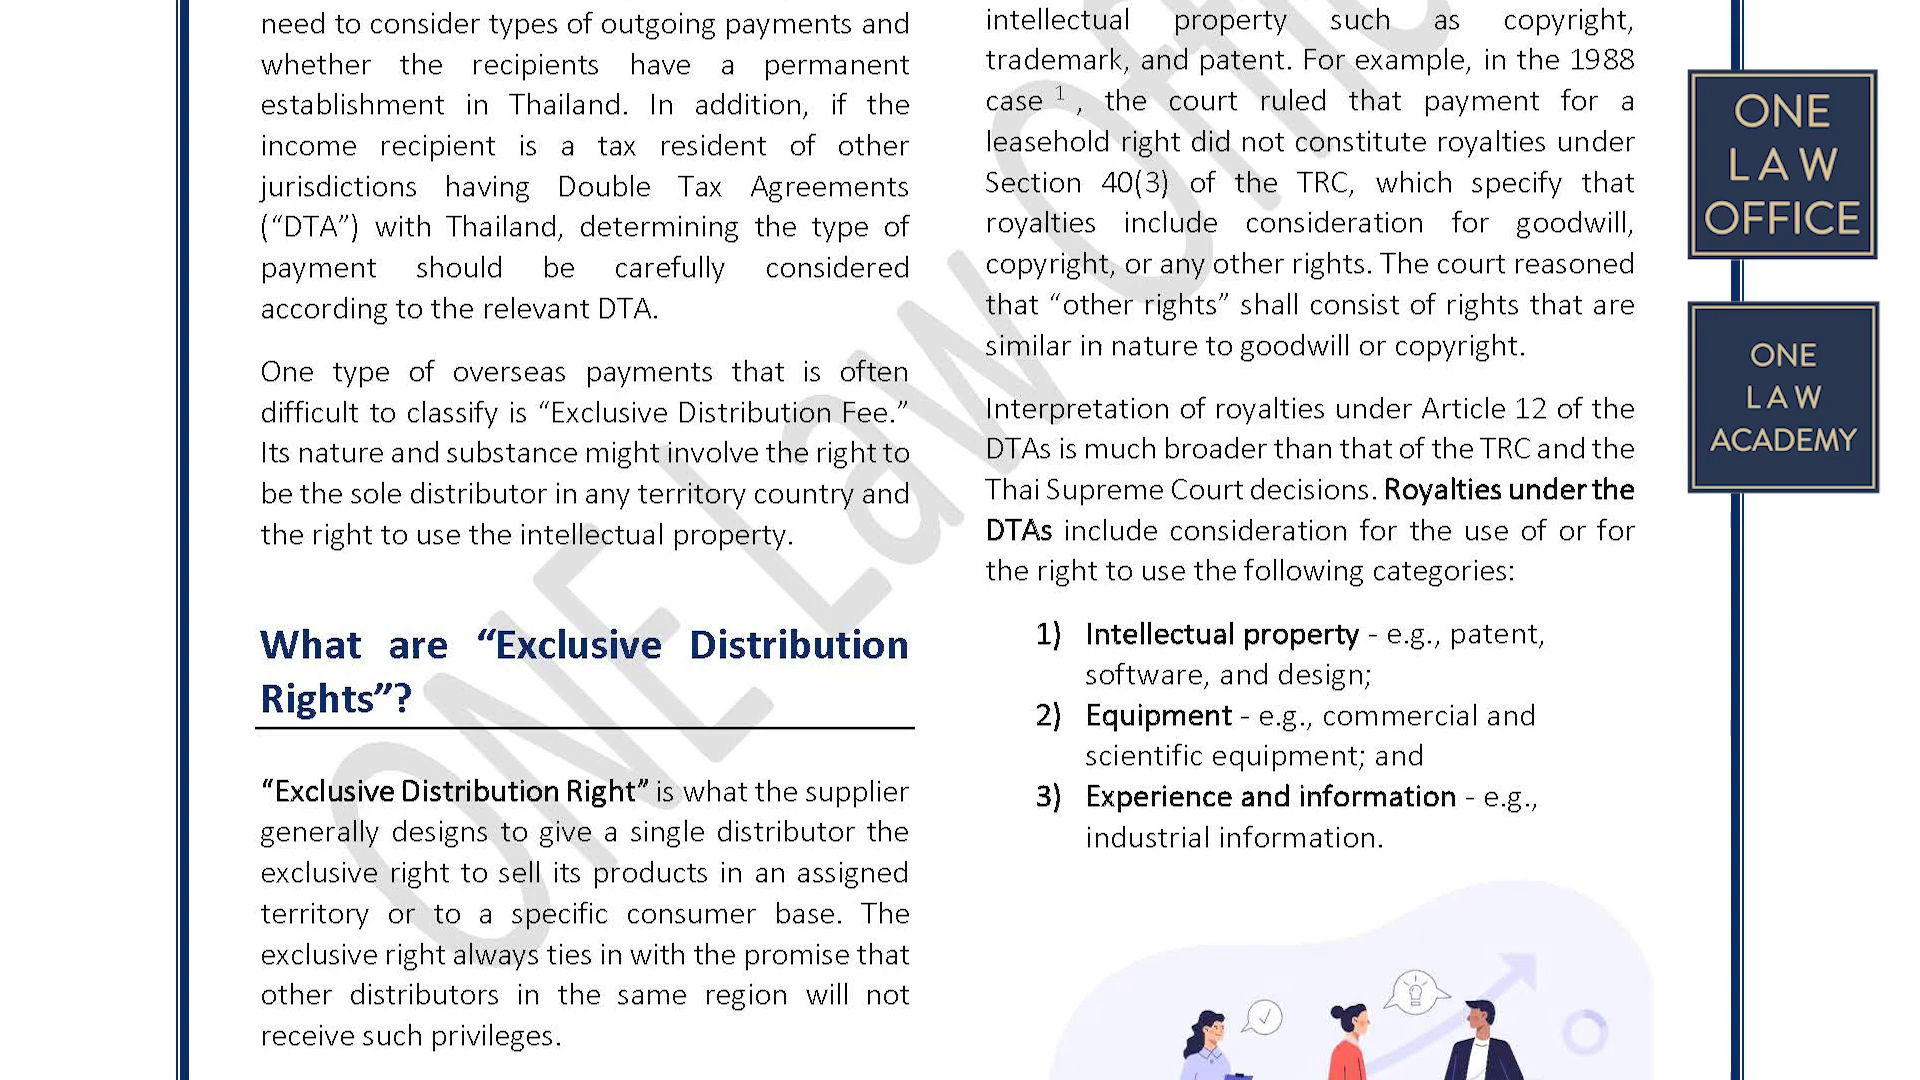 need to consider types of outgoing payments and
whether the recipients have a permanent
establishment in Thailand. In addition, if the
income recipient is a tax resident of other
jurisdictions having Double Tax Agreements
(“DTA”) with Thailand, determining the type of
payment should be carefully considered
according to the relevant DTA.
One type of overseas payments that is often
difficult to classify is “Exclusive Distribution Fee.”
Its nature and substance might involve the right to
be the sole distributor in any territory country and
the right to use the intellectual property.
What are “Exclusive Distribution
Rights”?
“Exclusive Distribution Right” is what the supplier
generally designs to give a single distributor the
exclusive right to sell its products in an assigned
territory or to a specific consumer base. The
exclusive right always ties in with the promise that
other distributors in the same region will not
receive such privileges.
intellectual property such as copyright,
trademark, and patent. For example, in the 1988
case 1 , the court ruled that payment for a
leasehold right did not constitute royalties under
Section 40(3) of the TRC, which specify that
royalties include consideration for goodwill,
copyright, or any other rights. The court reasoned
that “other rights” shall consist of rights that are
similar in nature to goodwill or copyright.
Interpretation of royalties under Article 12 of the
DTAs is much broader than that of the TRC and the
Thai Supreme Court decisions. Royalties under the
DTAs include consideration for the use of or for
the right to use the following categories:
1) Intellectual property - e.g., patent,
software, and design;
2) Equipment - e.g., commercial and
scientific equipment; and
3) Experience and information - e.g.,
industrial information.
ONE Law Office
ONE
LAW
OFFICE
ONE
LAW
ACADEMY